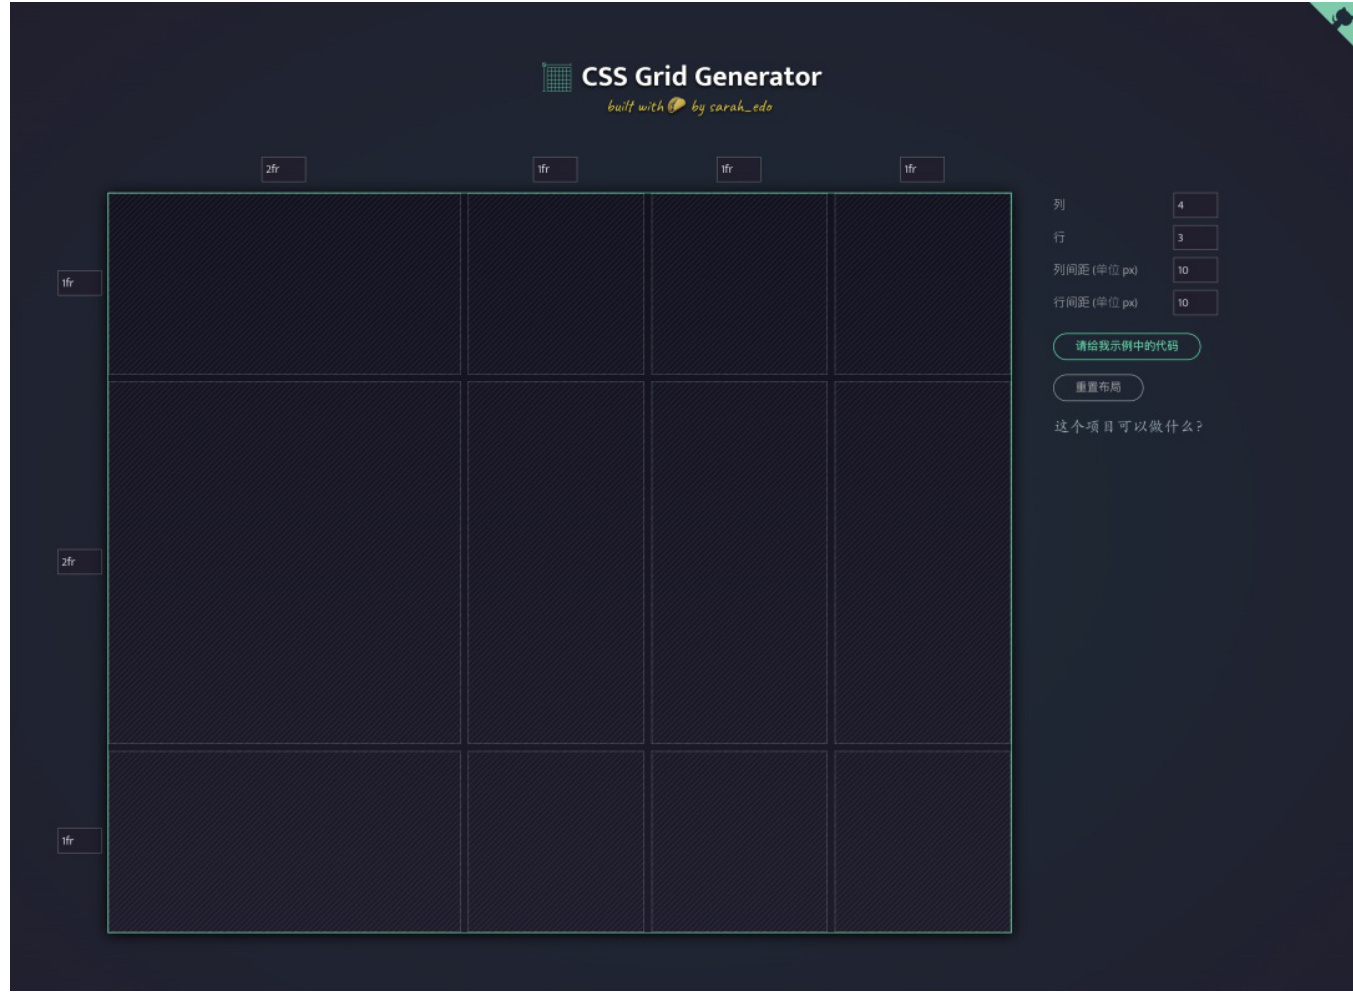 CSS Grid Generator
built with by sarah_edo
2fr 1fr 1fr 1fr
列 4
行 3
列间距 (单位 px) 10
1fr
行间距 (单位 px) 10
请给我示例中的代码
重置布局
这个项目可以做什么?
2fr
1fr